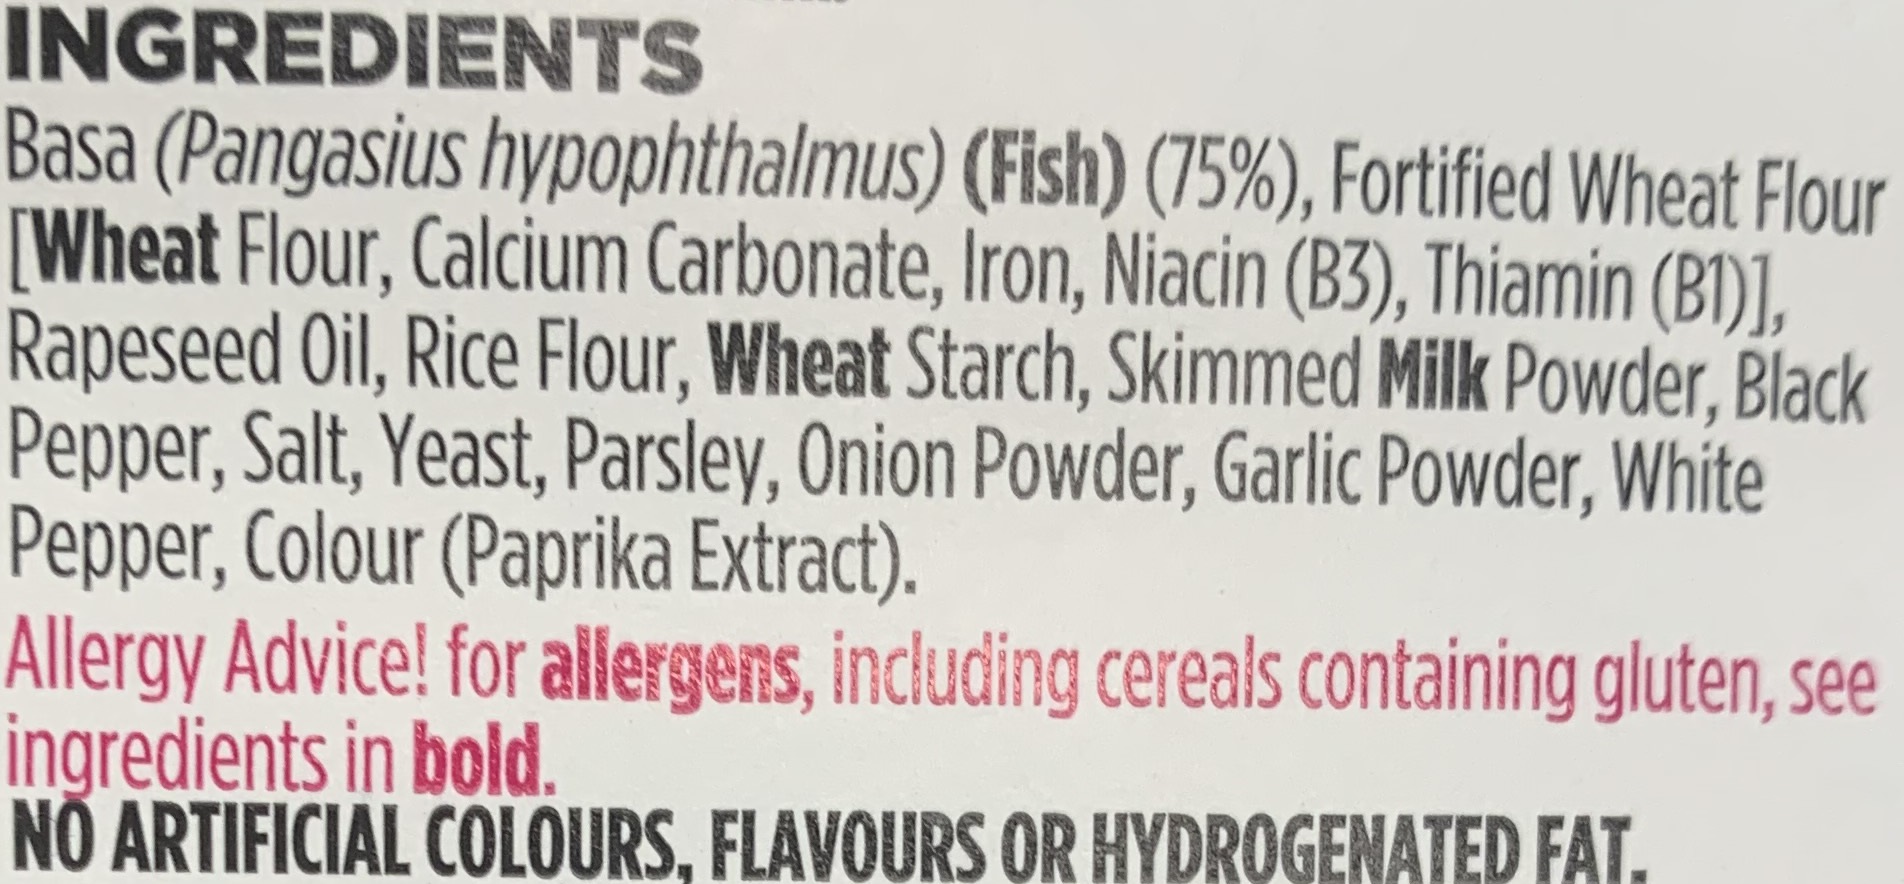 INGREDIENTS
Basa (Pangasius hypophthalmus) (Fish) (75%), Fortified Wheat Flour
[Wheat Flour, Calcium Carbonate, Iron, Niacin (B3), Thiamin (B1)],
Rapeseed Oil, Rice Flour, Wheat Starch, Skimmed Milk Powder, Black
Pepper, Salt, Yeast, Parsley, Onion Powder, Garlic Powder, White
Pepper, Colour (Paprika Extract).
Allergy Advice! for allergens, including cereals containing gluten, see
ingredients in bold.
NO ARTIFICIAL COLOURS, FLAVOURS OR HYDROGENATED FAT.